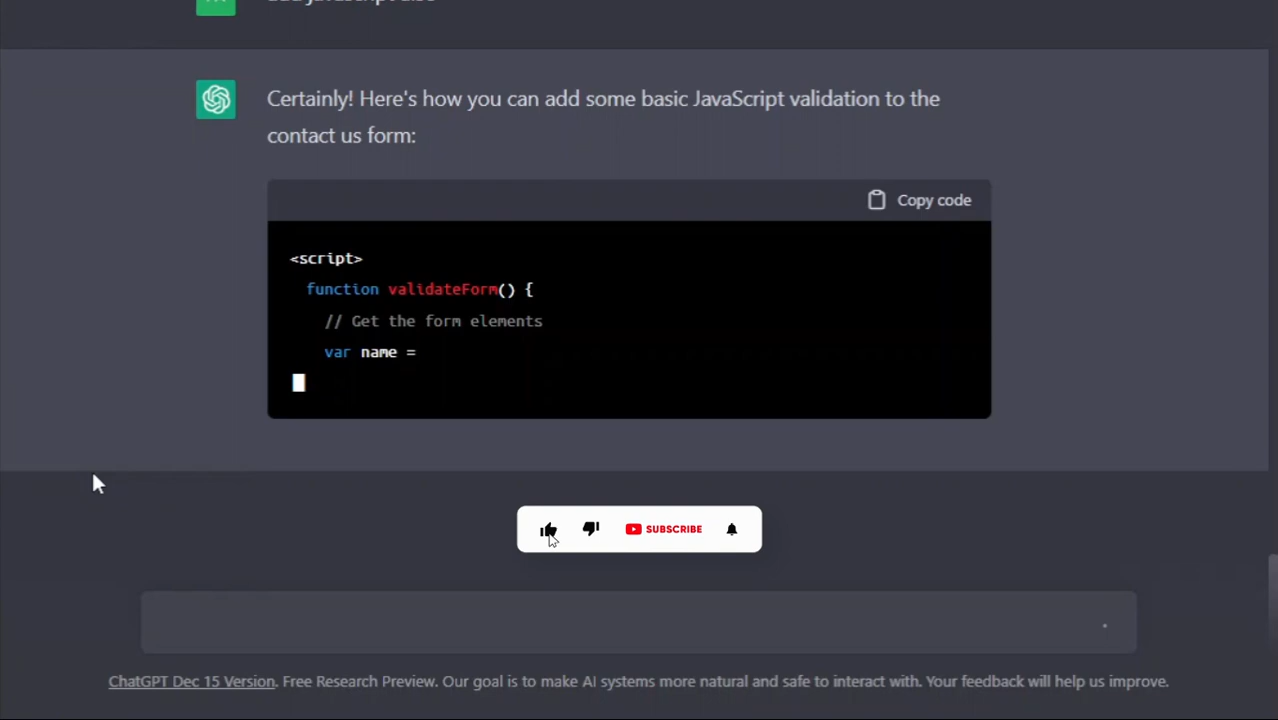 Certainly! Here's how you can add some basic JavaScript validation to the
contact us form:
Copy code
<script>
function validateForm() {
// Get the form elements
var name =
SUBSCRIBE
ChatGPT Dec 15 Version. Free Research Preview. Our goal is to make AI systems more natural and safe to interact with. Your feedback will help us improve.